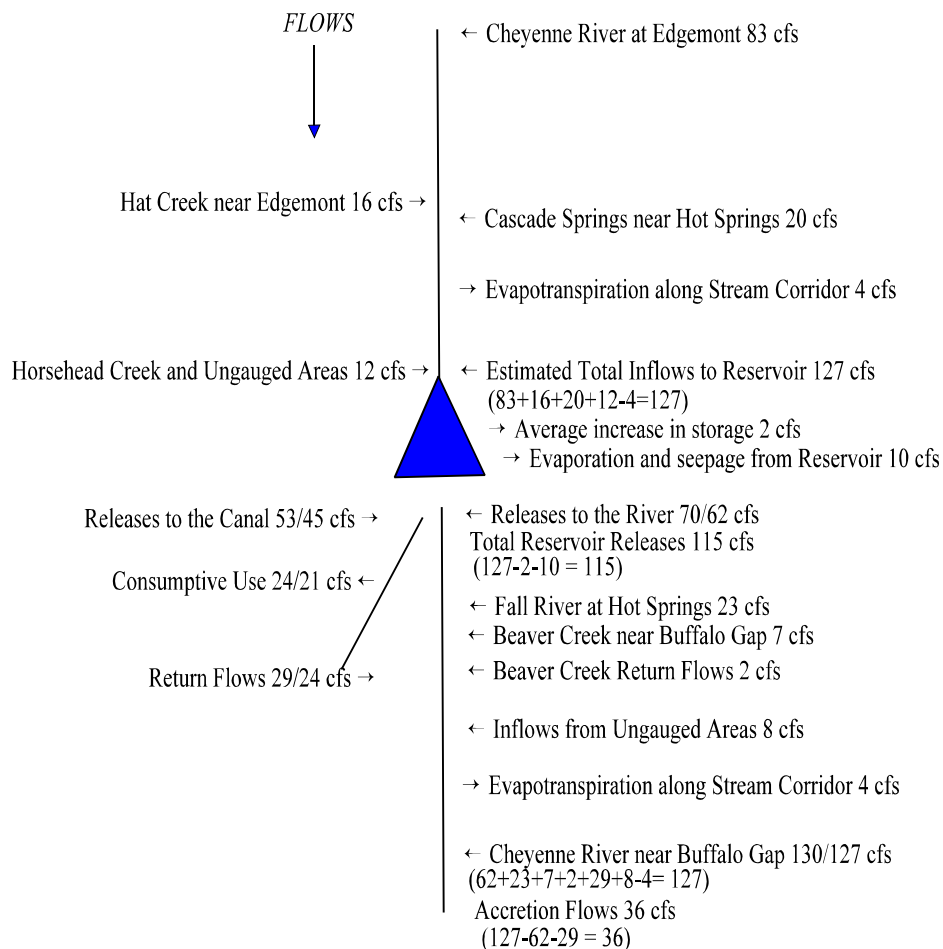 FLOWS
← Cheyenne River at Edgemont 83 cfs
Hat Creek near Edgemont 16 cfs →
← Cascade Springs near Hot Springs 20 cfs
→ Evapotranspiration along Stream Corridor 4 cfs
Horsehead Creek and Ungauged Areas 12 cfs →
← Estimated Total Inflows to Reservoir 127 cfs
(83+16+20+12-4=127)
→ Average increase in storage 2 cfs
→ Evaporation and seepage from Reservoir 10 cfs
Releases to the Canal 53/45 cfs →
← Releases to the River 70/62 cfs
Total Reservoir Releases 115 cfs
(127-2-10 = 115)
Consumptive Use 24/21 cfs ←
← Fall River at Hot Springs 23 cfs
← Beaver Creek near Buffalo Gap 7 cfs
Return Flows 29/24 cfs →
← Beaver Creek Return Flows 2 cfs
← Inflows from Ungauged Areas 8 cfs
→ Evapotranspiration along Stream Corridor 4 cfs
← Cheyenne River near Buffalo Gap 130/127 cfs
(62+23+7+2+29+8-4= 127)
Accretion Flows 36 cfs
(127-62-29 = 36)